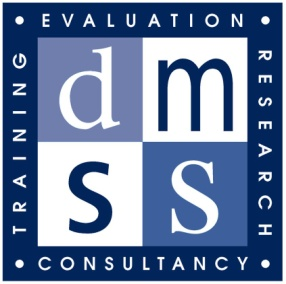 • EVALUATION •
TRAINING
d m
s s
RESEARCH
• CONSULTANCY •